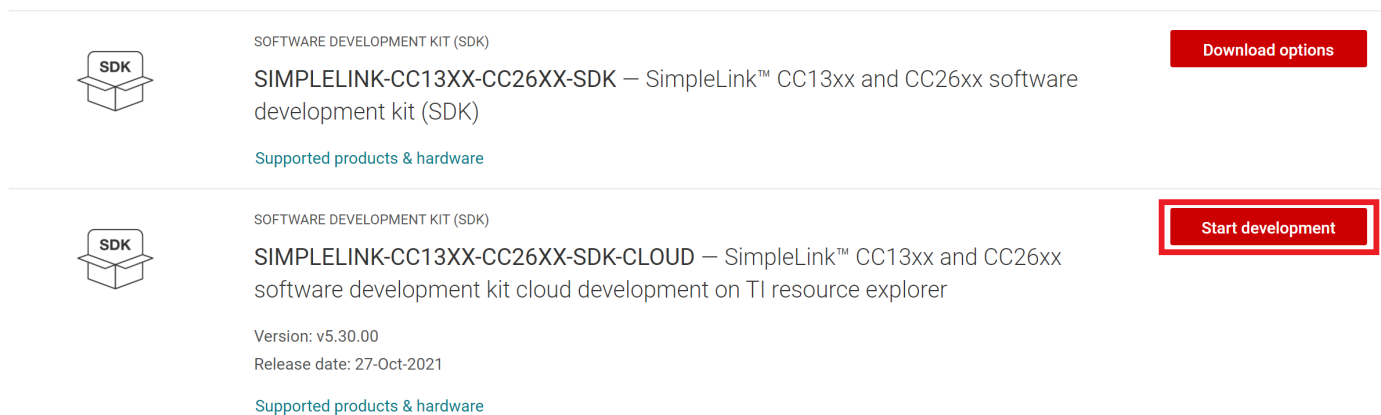 SDK
SOFTWARE DEVELOPMENT KIT (SDK)
SIMPLELINK-CC13XX-CC26XX-SDK — SimpleLink™ CC13xx and CC26xx software
development kit (SDK)
Supported products & hardware
Download options
SDK
SOFTWARE DEVELOPMENT KIT (SDK)
SIMPLELINK-CC13XX-CC26XX-SDK-CLOUD — SimpleLink™ CC13xx and CC26xx
software development kit cloud development on TI resource explorer
Version: v5.30.00
Release date: 27-Oct-2021
Supported products & hardware
Start development